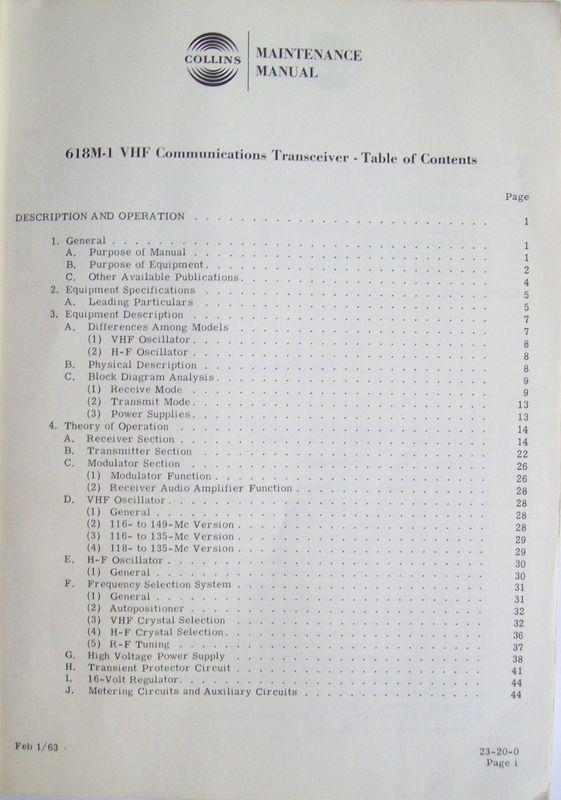 COLLINS
MAINTENANCE
MANUAL
618M-1 VHF Communications Transceiver - Table of Contents
Page
DESCRIPTION AND OPERATION . . . . . . . . . . 1
1. General . . . . . . . . . . 1
A. Purpose of Manual . . . . . . . . . . 1
B. Purpose of Equipment . . . . . . . . . . 2
C. Other Available Publications . . . . . . . . . . 4
2. Equipment Specifications . . . . . . . . . . 5
A. Leading Particulars . . . . . . . . . . 5
3. Equipment Description . . . . . . . . . . 7
A. Differences Among Models . . . . . . . . . . 7
(1) VHF Oscillator . . . . . . . . . . 8
(2) H-F Oscillator . . . . . . . . . . 8
B. Physical Description . . . . . . . . . . 8
C. Block Diagram Analysis . . . . . . . . . . 9
(1) Receive Mode . . . . . . . . . . 9
(2) Transmit Mode . . . . . . . . . . 13
(3) Power Supplies . . . . . . . . . . 13
4. Theory of Operation . . . . . . . . . . 14
A. Receiver Section . . . . . . . . . . 14
B. Transmitter Section . . . . . . . . . . 22
C. Modulator Section . . . . . . . . . . 26
(1) Modulator Function . . . . . . . . . . 26
(2) Receiver Audio Amplifier Function . . . . . . . . . . 28
D. VHF Oscillator . . . . . . . . . . 28
(1) General . . . . . . . . . . 28
(2) 116- to 149-Mc Version . . . . . . . . . . 28
(3) 116- to 135-Mc Version . . . . . . . . . . 29
(4) 118- to 135-Mc Version . . . . . . . . . . 29
E. H-F Oscillator . . . . . . . . . . 30
(1) General . . . . . . . . . . 30
F. Frequency Selection System . . . . . . . . . . 31
(1) General . . . . . . . . . . 31
(2) Autopositioner . . . . . . . . . . 32
(3) VHF Crystal Selection . . . . . . . . . . 32
(4) H-F Crystal Selection . . . . . . . . . . 36
(5) R-F Tuning . . . . . . . . . . 37
G. High Voltage Power Supply . . . . . . . . . . 38
H. Transient Protector Circuit . . . . . . . . . . 41
I. 16-Volt Regulator . . . . . . . . . . 44
J. Metering Circuits and Auxiliary Circuits . . . . . . . . . . 44
Feb 1/63
23-20-0
Page i